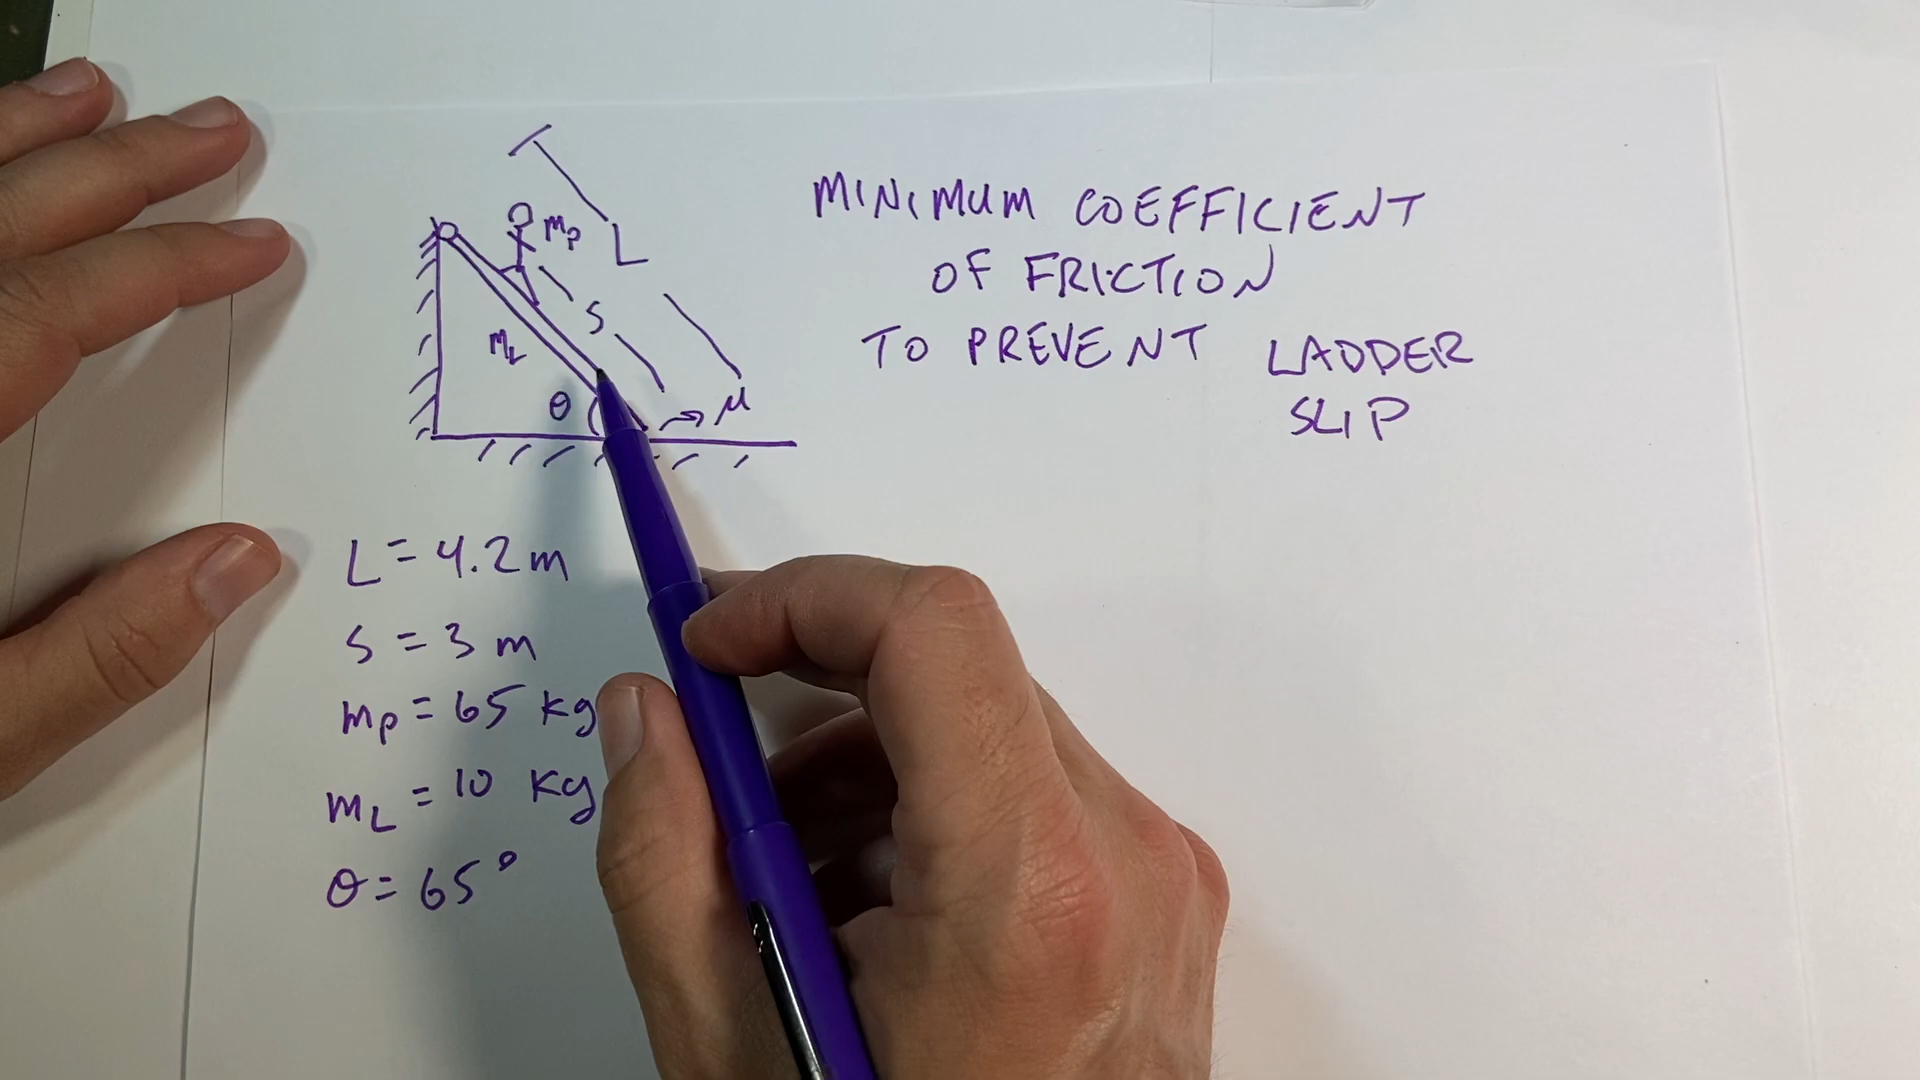 L
mp
S
mL
θ
μ
MINIMUM COEFFICIENT
OF FRICTION
TO PREVENT LADDER
SLIP
L = 4.2 m
S = 3 m
mp = 65 kg
mL = 10 kg
θ = 65°